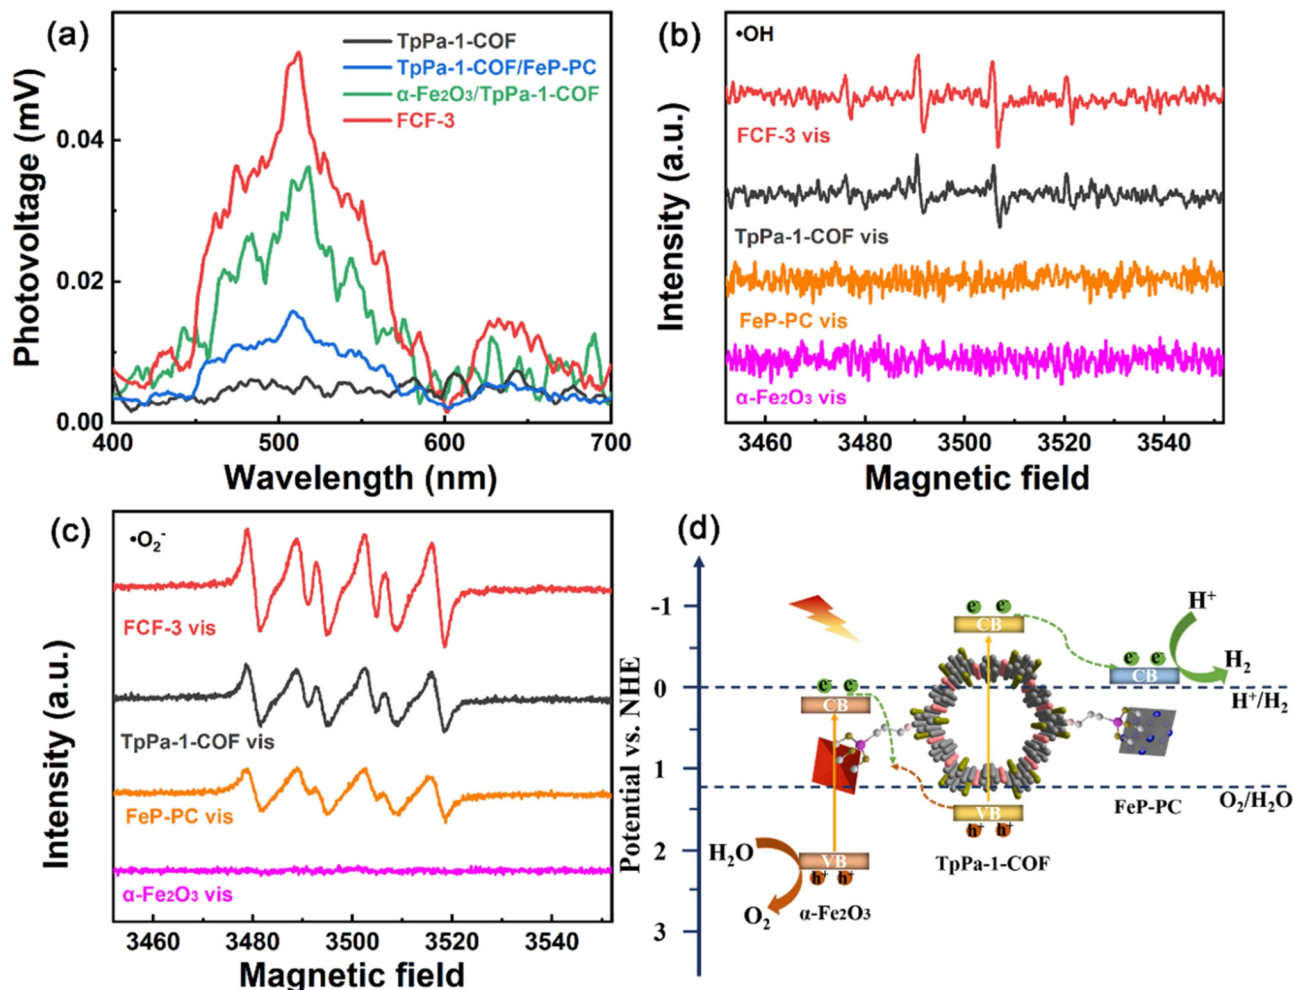 (a)
TpPa-1-COF
TpPa-1-COF/FeP-PC
α-Fe₂O₃/TpPa-1-COF
FCF-3
Photovoltage (mV)
0.04
0.02
0.00
400
500
600
700
Wavelength (nm)
(b)
•OH
FCF-3 vis
TpPa-1-COF vis
FeP-PC vis
α-Fe₂O₃ vis
Intensity (a.u.)
3460
3480
3500
3520
3540
Magnetic field
(c)
•O₂⁻
FCF-3 vis
TpPa-1-COF vis
FeP-PC vis
α-Fe₂O₃ vis
Intensity (a.u.)
3460
3480
3500
3520
3540
Magnetic field
(d)
Potential vs. NHE
-1
0
1
2
3
e⁻ e⁻
CB
e⁻ e⁻
CB
e⁻ e⁻
CB
H⁺
H₂
H⁺/H₂
O₂/H₂O
FeP-PC
VB
h⁺ h⁺
TpPa-1-COF
H₂O
VB
h⁺ h⁺
O₂
α-Fe₂O₃